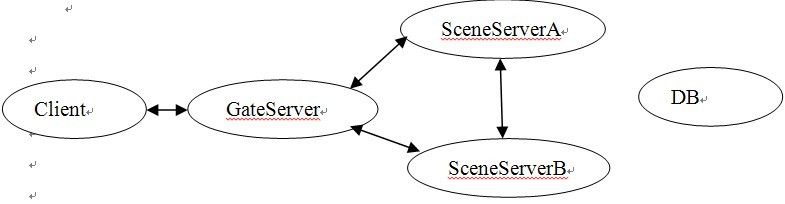 SceneServerA
Client
GateServer
DB
SceneServerB